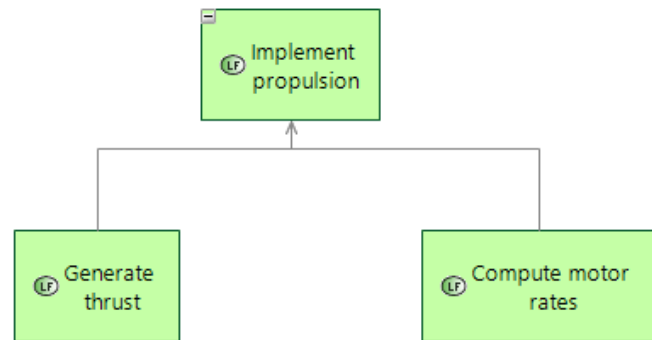 LF
Implement
propulsion
LF
Generate
thrust
LF
Compute motor
rates